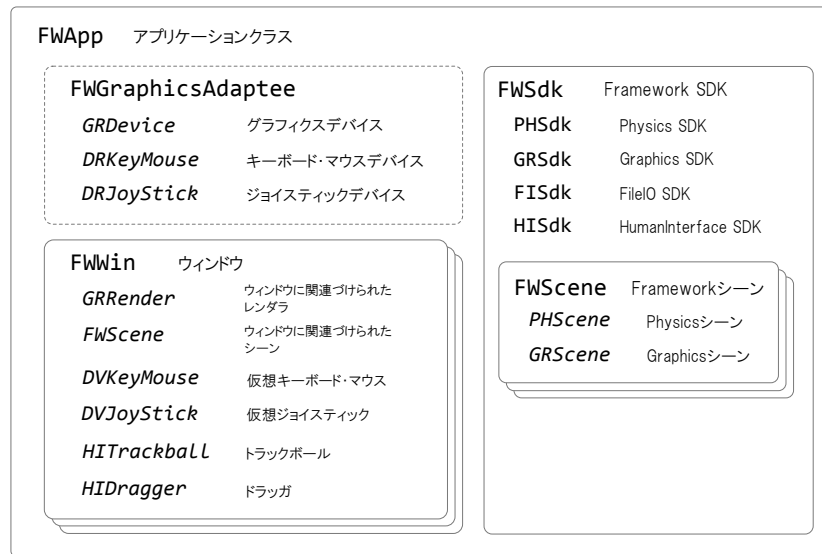 FWApp アプリケーションクラス
FWGraphicsAdaptee
GRDevice グラフィクスデバイス
DRKeyMouse キーボード・マウスデバイス
DRJoyStick ジョイスティックデバイス
FWWin ウィンドウ
GRRender ウィンドウに関連づけられた
レンダラ
FWScene ウィンドウに関連づけられた
シーン
DVKeyMouse 仮想キーボード・マウス
DVJoyStick 仮想ジョイスティック
HITrackball トラックボール
HIDragger ドラッガ
FWSdk Framework SDK
PHSdk Physics SDK
GRSdk Graphics SDK
FISdk FileIO SDK
HISdk HumanInterface SDK
FWScene Frameworkシーン
PHScene Physicsシーン
GRScene Graphicsシーン